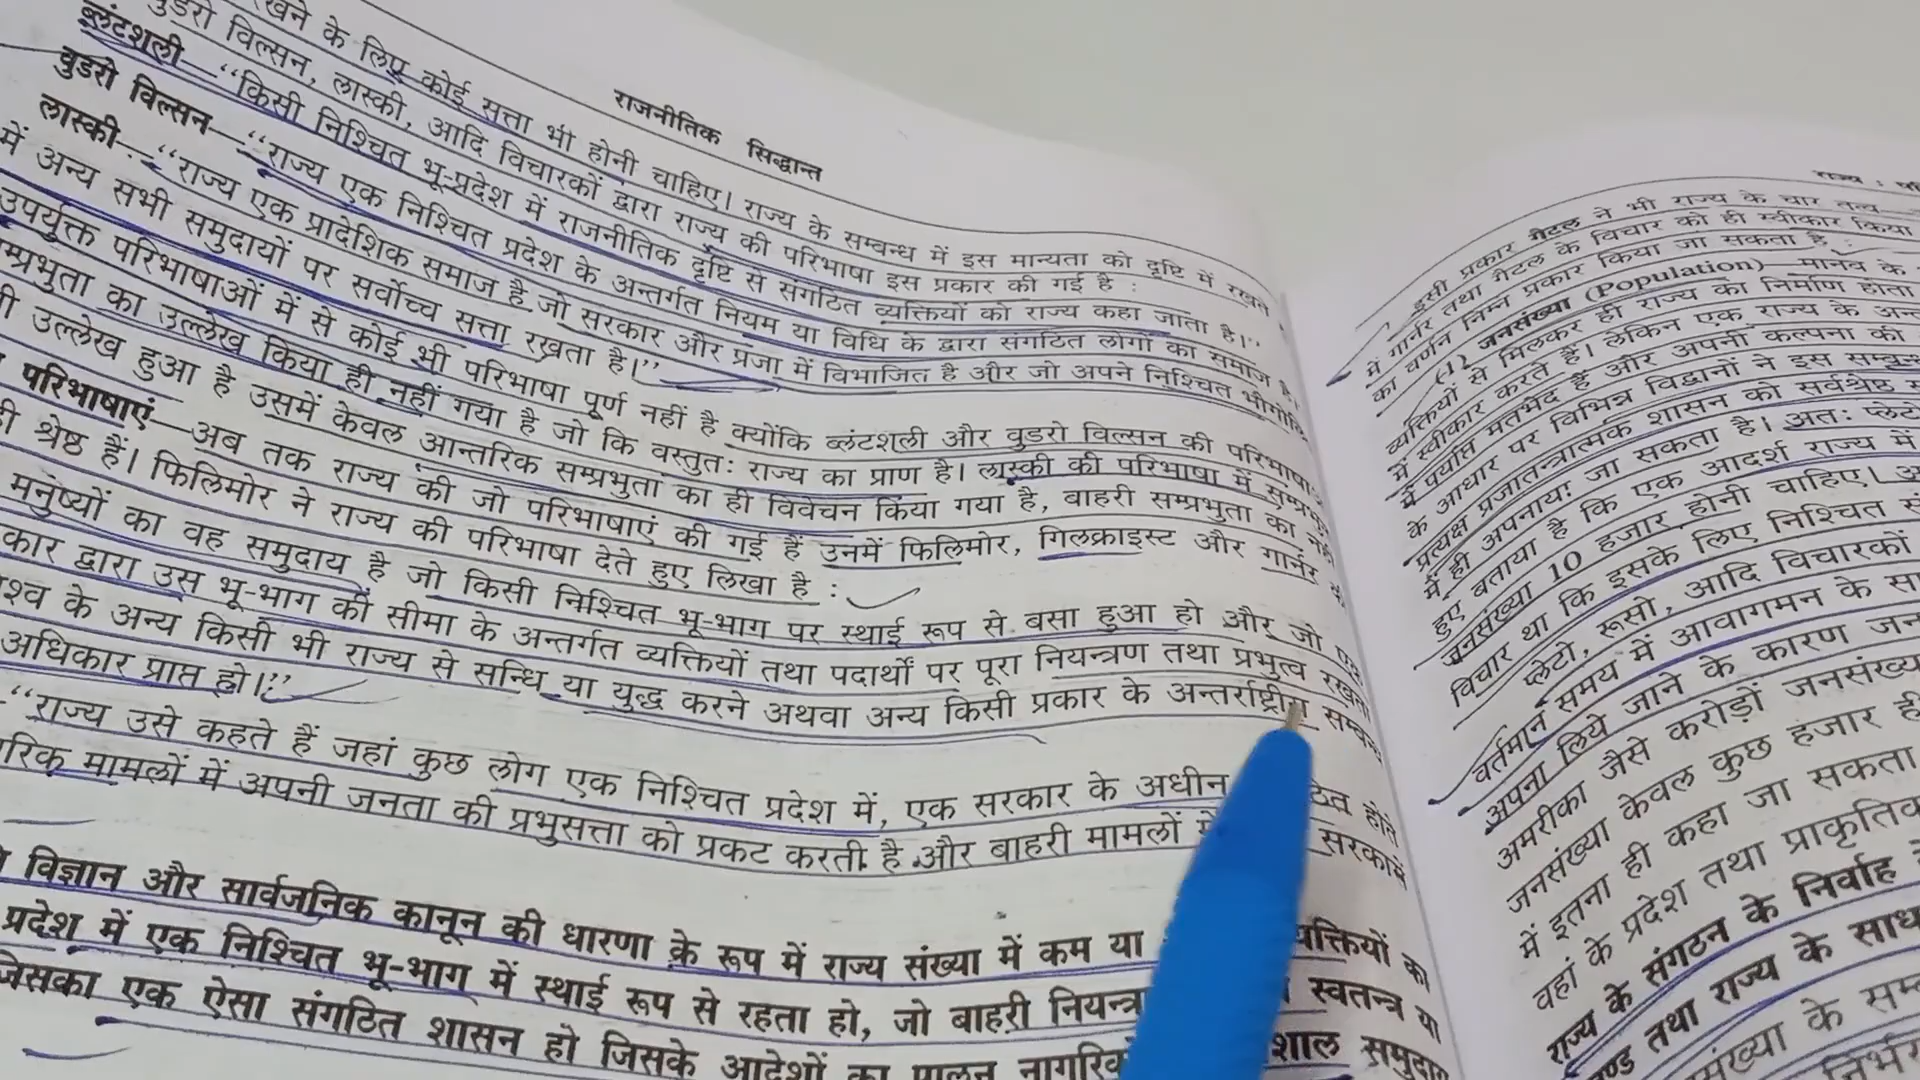 राजनीतिक सिद्धान्त
रखने के लिए कोई सत्ता भी होनी चाहिए। राज्य के सम्बन्ध में इस मान्यता को दृष्टि में रखते
वुडरो विल्सन, लास्की, आदि विचारकों द्वारा राज्य की परिभाषा इस प्रकार की गई है :
ब्लंटशली—“किसी निश्चित भू-प्रदेश में राजनीतिक दृष्टि से संगठित व्यक्तियों को राज्य कहा जाता है।”
वुडरो विल्सन—“राज्य एक निश्चित प्रदेश के अन्तर्गत नियम या विधि के द्वारा संगठित लोगों का समाज है
लास्की—“राज्य एक प्रादेशिक समाज है जो सरकार और प्रजा में विभाजित है और जो अपने निश्चित
में अन्य सभी समुदायों पर सर्वोच्च सत्ता रखता है।”
उपर्युक्त परिभाषाओं में से कोई भी परिभाषा पूर्ण नहीं है क्योंकि ब्लंटशली और वुडरो विल्सन की
का उल्लेख किया ही नहीं गया है जो कि वस्तुतः राज्य का प्राण है। लास्की की परिभाषा में
उल्लेख हुआ है उसमें केवल आन्तरिक सम्प्रभुता का ही विवेचन किया गया है, बाहरी सम्प्रभुता का नहीं
परिभाषाएं—अब तक राज्य की जो परिभाषाएं की गई हैं उनमें फिलिमोर, गिलक्राइस्ट और गार्नर की
ही श्रेष्ठ हैं। फिलिमोर ने राज्य की परिभाषा देते हुए लिखा है :
मनुष्यों का वह समुदाय है जो किसी निश्चित भू-भाग पर स्थाई रूप से बसा हुआ हो और जो
द्वारा उस भू-भाग की सीमा के अन्तर्गत व्यक्तियों तथा पदार्थों पर पूरा नियन्त्रण तथा प्रभुत्व रखता
के अन्य किसी भी राज्य से सन्धि या युद्ध करने अथवा अन्य किसी प्रकार के अन्तर्राष्ट्रीय
अधिकार प्राप्त हो।”
“राज्य उसे कहते हैं जहां कुछ लोग एक निश्चित प्रदेश में, एक सरकार के अधीन होते
मामलों में अपनी जनता की प्रभुसत्ता को प्रकट करती है और बाहरी मामलों में सरकारों
विज्ञान और सार्वजनिक कानून की धारणा के रूप में राज्य संख्या में कम या व्यक्तियों का
प्रदेश में एक निश्चित भू-भाग में स्थाई रूप से रहता हो, जो बाहरी स्वतन्त्र या
जिसका एक ऐसा संगठित शासन हो जिसके आदेशों का पालन समुदाय
राज्य :
इसी प्रकार गैटल ने भी राज्य के चार तत्व
में गार्नर तथा गैटल के विचार को ही स्वीकार किया
का वर्णन निम्न प्रकार किया जा सकता है :
(1) जनसंख्या (Population)—मानव के
व्यक्तियों से मिलकर ही राज्य का निर्माण होता
में स्वीकार करते हैं। लेकिन एक राज्य के
में पर्याप्त मतभेद हैं और अपनी कल्पना की
के आधार पर विभिन्न विद्वानों ने इस
प्रत्यक्ष प्रजातन्त्रात्मक शासन को सर्वश्रेष्ठ
में ही अपनाया जा सकता है। अतः प्लेटो
हुए बताया है कि एक आदर्श राज्य में
जनसंख्या 10 हजार होनी चाहिए।
विचार था कि इसके लिए निश्चित
प्लेटो, रूसो, आदि विचारकों
वर्तमान समय में आवागमन के
अपना लिये जाने के कारण
अमरीका जैसे करोड़ों जनसंख्या
जनसंख्या केवल कुछ हजार ही
में इतना ही कहा जा सकता
वहां के प्रदेश तथा प्राकृतिक
राज्य के संगठन के निर्वाह
तथा राज्य के
के
निर्भर